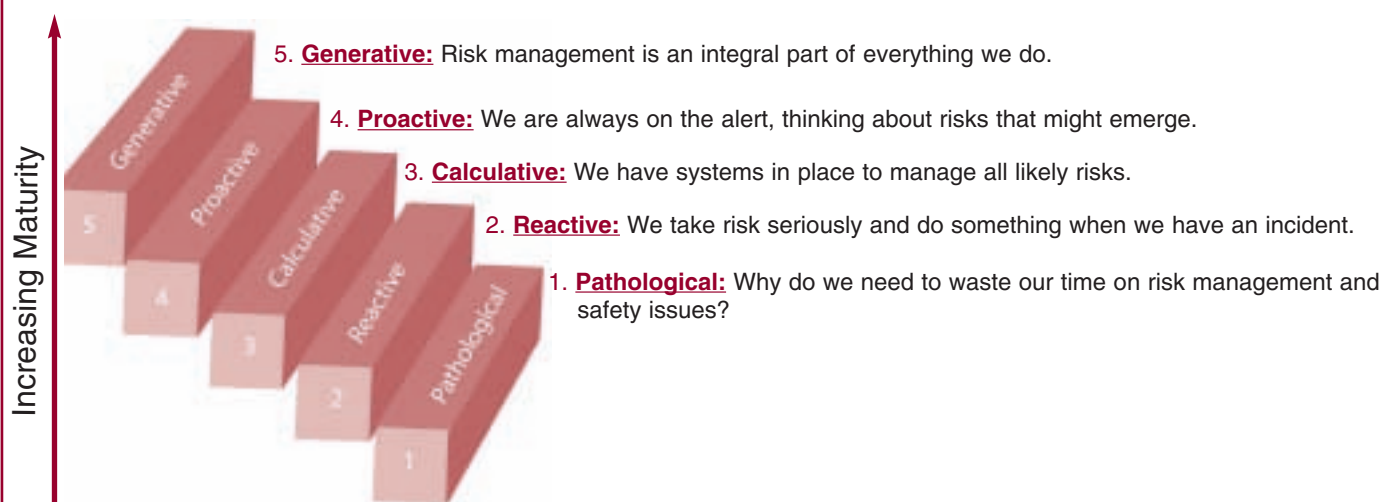 5. Generative: Risk management is an integral part of everything we do.
4. Proactive: We are always on the alert, thinking about risks that might emerge.
3. Calculative: We have systems in place to manage all likely risks.
2. Reactive: We take risk seriously and do something when we have an incident.
1. Pathological: Why do we need to waste our time on risk management and
safety issues?
Increasing Maturity
Generative
5
Proactive
4
Calculative
3
Reactive
2
Pathological
1